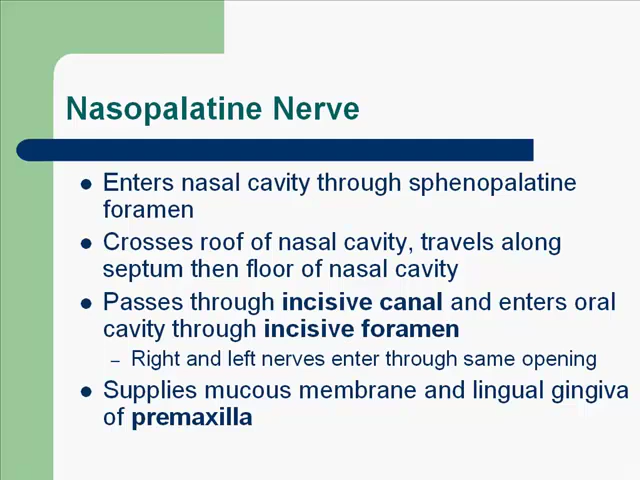 Nasopalatine Nerve
● Enters nasal cavity through sphenopalatine
foramen
● Crosses roof of nasal cavity, travels along
septum then floor of nasal cavity
● Passes through incisive canal and enters oral
cavity through incisive foramen
– Right and left nerves enter through same opening
● Supplies mucous membrane and lingual gingiva
of premaxilla